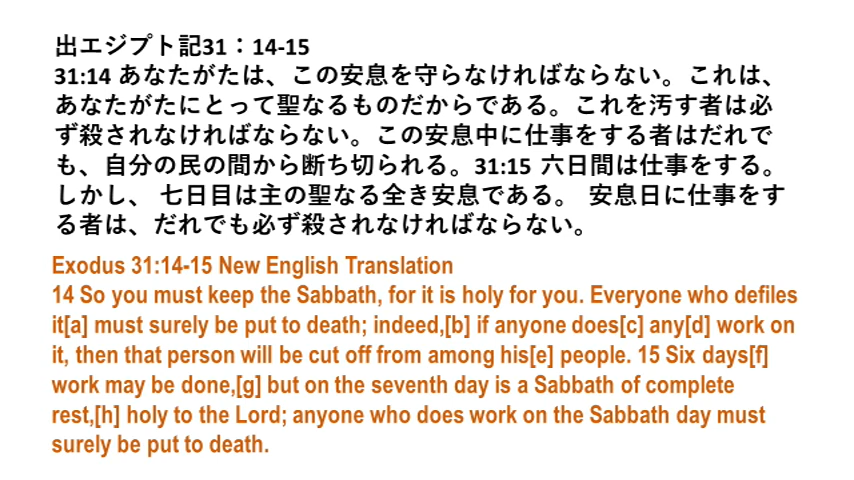 出エジプト記31：14-15
31:14 あなたがたは、この安息を守らなければならない。これは、
あなたがたにとって聖なるものだからである。これを汚す者は必
ず殺されなければならない。この安息中に仕事をする者はだれで
も、自分の民の間から断ち切られる。31:15 六日間は仕事をする。
しかし、 七日目は主の聖なる全き安息である。 安息日に仕事をす
る者は、だれでも必ず殺されなければならない。
Exodus 31:14-15 New English Translation
14 So you must keep the Sabbath, for it is holy for you. Everyone who defiles
it[a] must surely be put to death; indeed,[b] if anyone does[c] any[d] work on
it, then that person will be cut off from among his[e] people. 15 Six days[f]
work may be done,[g] but on the seventh day is a Sabbath of complete
rest,[h] holy to the Lord; anyone who does work on the Sabbath day must
surely be put to death.